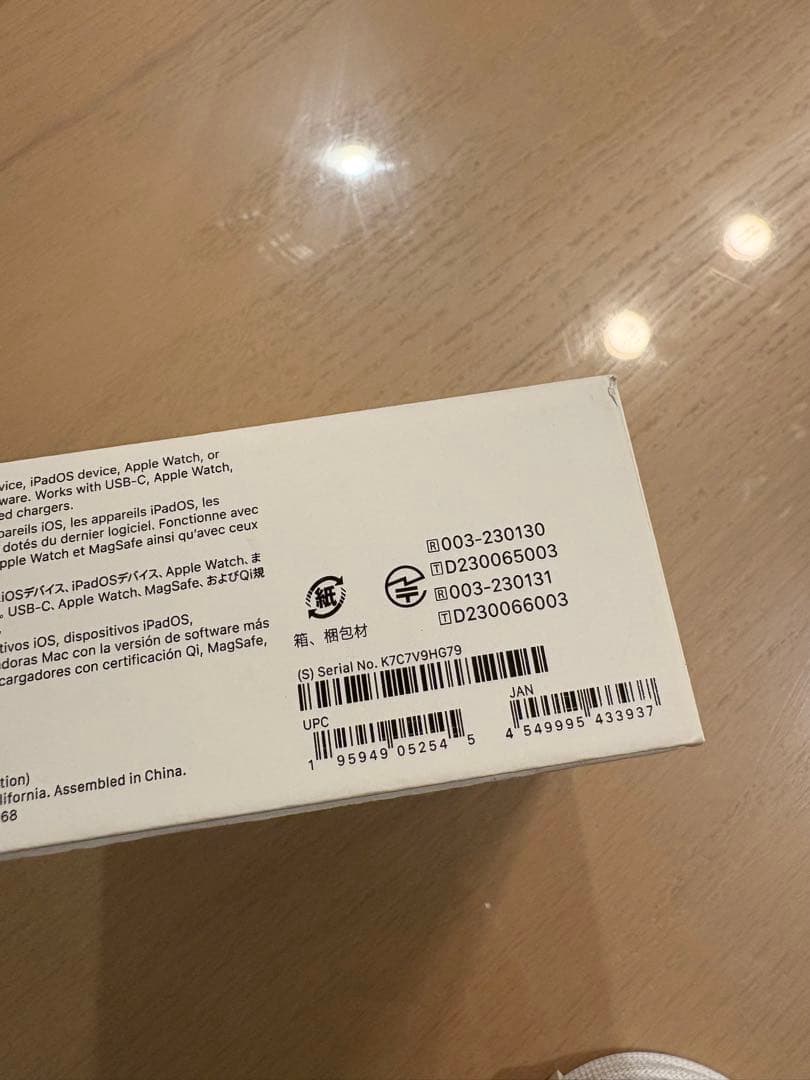 vice, iPadOS device, Apple Watch, or
ware. Works with USB-C, Apple Watch,
ed chargers.
pareils iOS, les appareils iPadOS, les
dotés du dernier logiciel. Fonctionne avec
pple Watch et MagSafe ainsi qu'avec ceux
iOSデバイス、iPadOSデバイス、Apple Watch、ま
。USB-C、Apple Watch、MagSafe、およびQi規
tivos iOS, dispositivos iPadOS,
doras Mac con la versión de software más
cargadores con certificación Qi, MagSafe,
tion)
lifornia. Assembled in China.
68
紙
箱、梱包材
R 003-230130
T D230065003
R 003-230131
T D230066003
(S) Serial No. K7C7V9HG79
UPC
1 95949 05254 5
JAN
4 549995 433937